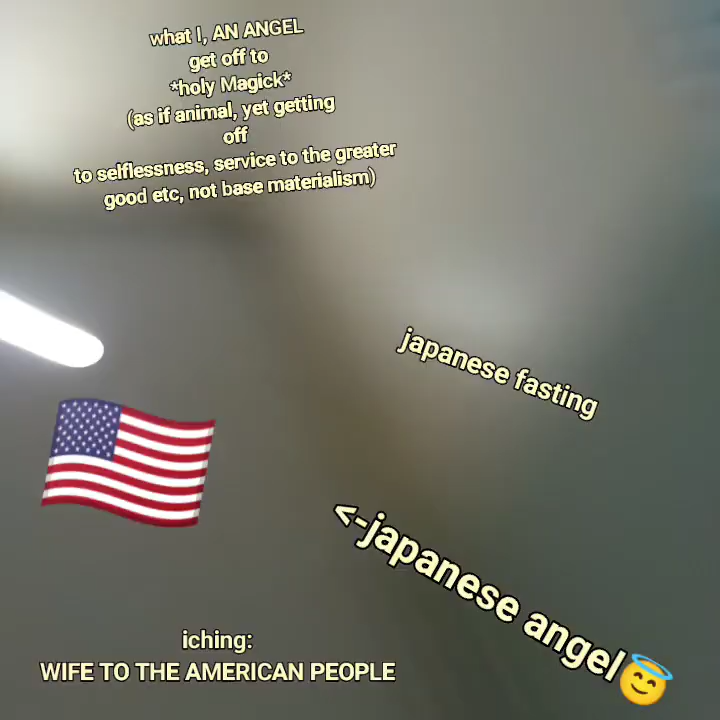 what I, AN ANGEL
get off to
*holy Magick*
(as if animal, yet getting
off
to selflessness, service to the greater
good etc, not base materialism)
japanese fasting
<-japanese angel😇
iching:
WIFE TO THE AMERICAN PEOPLE